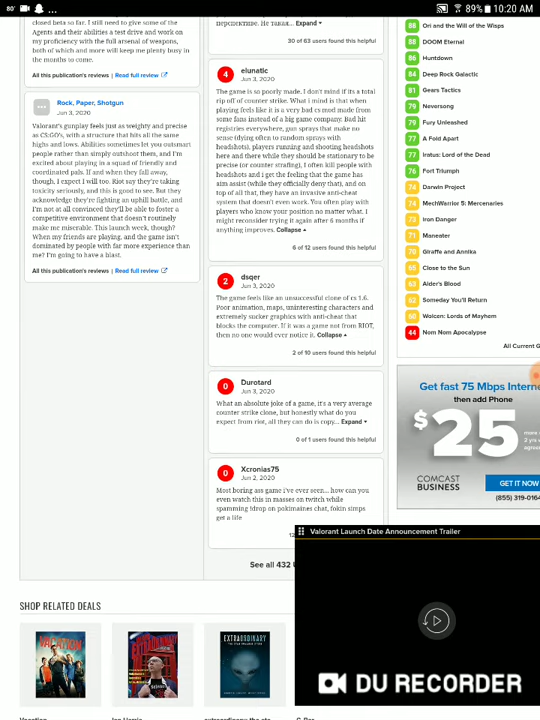 80'
... 89% 10:20 AM
closed beta so far. I still need to give some of the
Agents and their abilities a test drive and work on
my proficiency with the full arsenal of weapons,
both of which and more will keep me plenty busy in
the months to come.
All this publication's reviews | Read full review
Rock, Paper, Shotgun
Jun 3, 2020
Valorant's gunplay feels just as weighty and precise
as CS:GO's, with a structure that hits all the same
highs and lows. Abilities sometimes let you outsmart
people rather than simply outshoot them, and I'm
excited about playing in a squad of friendly and
coordinated pals. If and when they fall away,
though, I expect I will too. Riot say they're taking
toxicity seriously, and this is good to see. But they
acknowledge they're fighting an uphill battle, and
I'm not at all convinced they'll be able to foster a
competitive environment that doesn't routinely
make me miserable. This launch week, though?
When my friends are playing, and the game isn't
dominated by people with far more experience
than me? I'm going to have a blast.
All this publication's reviews | Read full review
перспективе. Не такая... Expand
30 of 63 users found this helpful
4 elunatic
Jun 3, 2020
The game is so poorly made, I don't mind if its a total
rip off of counter strike. What I mind is that when
playing feels like it is a very bad cs mod made from
some fans instead of a big game company. Bad hit
registries everywhere, gun sprays that make no
sense (dying often to random sprays with
headshots), players running and shooting headshots
here and there while they should be stationary to be
precise (or counter strafing), I often kill people with
headshots and i get the feeling that the game has
aim assist (while they officially deny that), and on
top of all that, they have an invasive anti-cheat
system that doesn't even work. You often play with
players who know your position no matter what. I
might reconsider trying it again after 6 months if
anything improves. Collapse
6 of 12 users found this helpful
2 dsqer
Jun 3, 2020
The game feels like an unsuccessful clone of cs 1.6.
Poor animation, maps, uninteresting characters and
extremely sucker graphics with anti-cheat that
blocks the computer. If it was a game not from RIOT,
then no one would ever notice it. Collapse
2 of 10 users found this helpful
0 Durotard
Jun 3, 2020
What an absolute joke of a game, it's a very average
counter strike clone, but honestly what do you
expect from riot, all they can do is copy... Expand
0 of 1 users found this helpful
0 Xcronias75
Jun 2, 2020
Most boring ass game i've ever seen... how can you
even watch this in masses on twitch while
spamming !drop on pokimaines chat, fokin simps
get a life
12
See all 432 U
88 Ori and the Will of the Wisps
88 DOOM Eternal
86 Huntdown
84 Deep Rock Galactic
81 Gears Tactics
79 Neversong
79 Fury Unleashed
77 A Fold Apart
77 Iratus: Lord of the Dead
76 Fort Triumph
74 Darwin Project
74 MechWarrior 5: Mercenaries
72 Iron Danger
71 Maneater
70 Giraffe and Annika
65 Close to the Sun
63 Alder's Blood
62 Someday You'll Return
60 Wolcen: Lords of Mayhem
44 Nom Nom Apocalypse
All Current G
Get fast 75 Mbps Interne
then add Phone
$25
more
2 yrs
agree
COMCAST
BUSINESS
GET IT NOW
(855) 319-0164
Valorant Launch Date Announcement Trailer
DU RECORDER
SHOP RELATED DEALS
VACATION
EXTRAORDINARY
EXTRAORDINARY